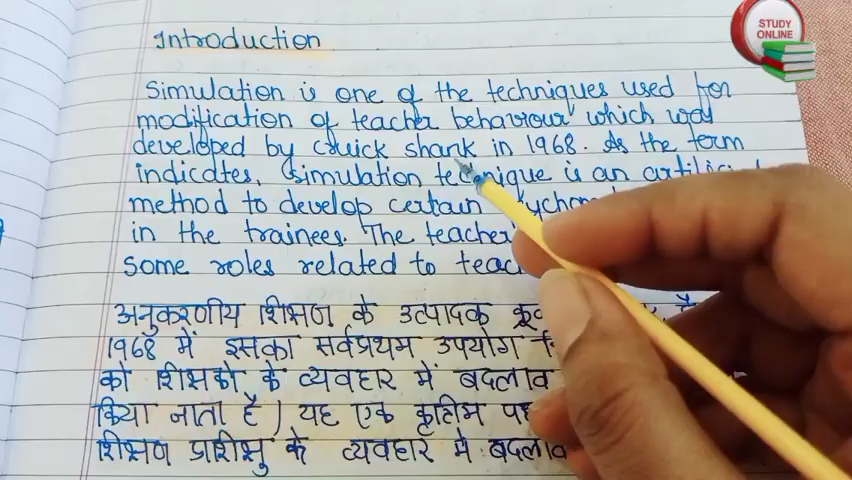 STUDY
ONLINE
Introduction
Simulation is one of the techniques used for
modification of teacher behaviour which was
developed by cruick shank in 1968. As the term
indicates, simulation technique is an
method to develop certain
in the trainees. The teacher
some roles related to
अनुकरणीय शिक्षण के उत्पादक
1968 में इसका सर्वप्रथम उपयोग
को शिक्षको के व्यवहार में बदलाव
किया जाता है। यह एक कृत्रिम
शिक्षण प्रशिक्षु के व्यवहार मे बदलाव